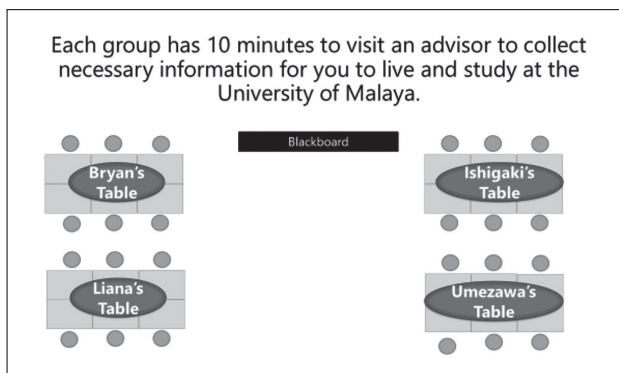 Each group has 10 minutes to visit an advisor to collect
necessary information for you to live and study at the
University of Malaya.
Blackboard
Bryan's
Table
Ishigaki's
Table
Liana's
Table
Umezawa's
Table